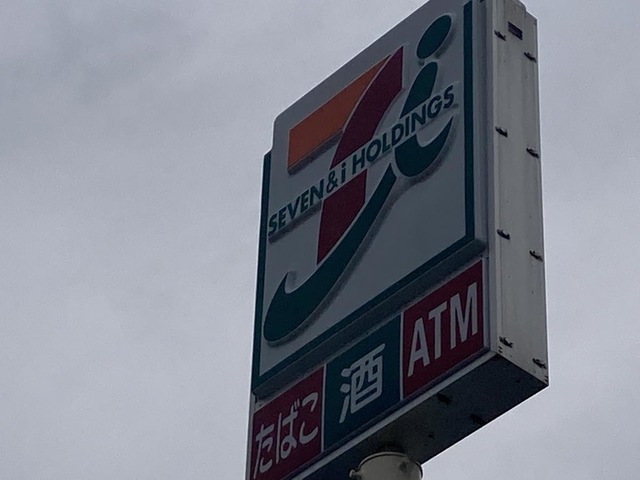 SEVEN&i HOLDINGS
たばこ 酒 ATM